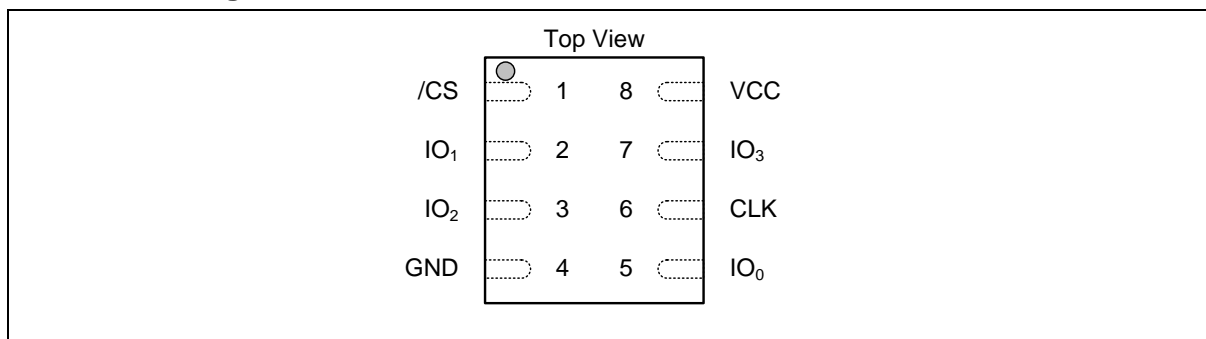 Top View
/CS 1 8 VCC
IO₁ 2 7 IO₃
IO₂ 3 6 CLK
GND 4 5 IO₀